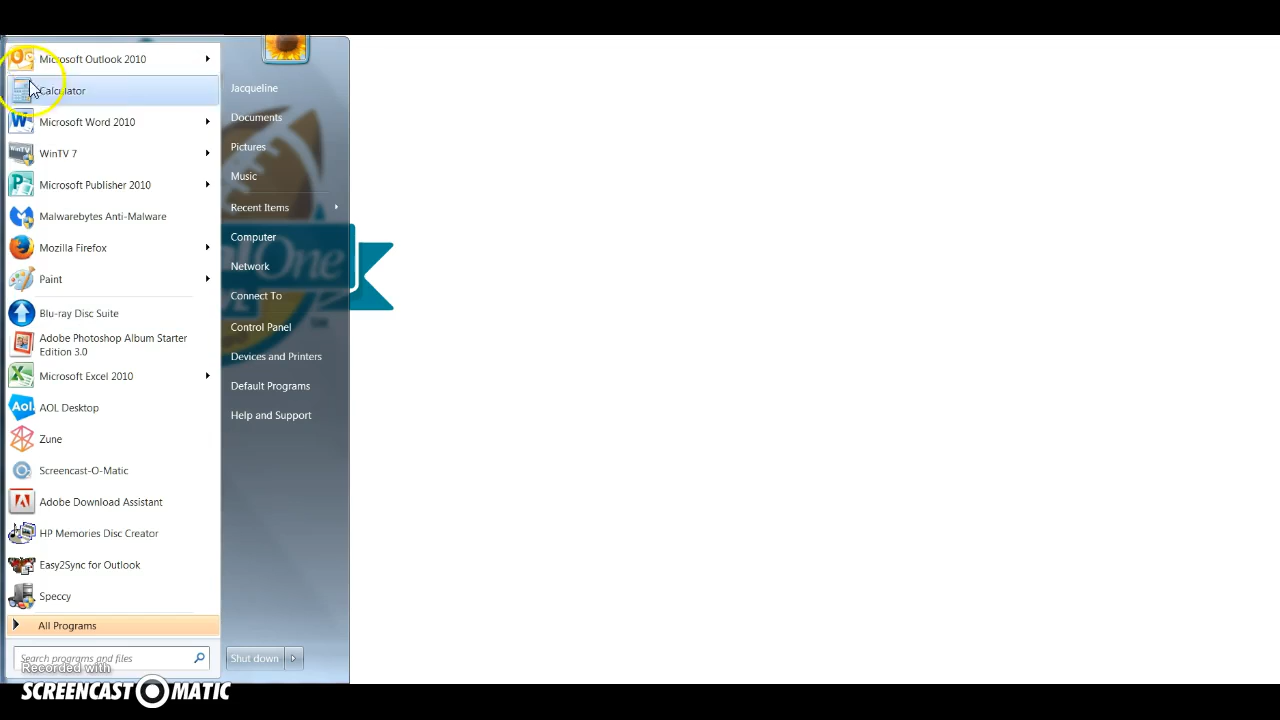 Microsoft Outlook 2010
Calculator
Microsoft Word 2010
WinTV 7
Microsoft Publisher 2010
Malwarebytes Anti-Malware
Mozilla Firefox
Paint
Blu-ray Disc Suite
Adobe Photoshop Album Starter
Edition 3.0
Microsoft Excel 2010
AOL Desktop
Zune
Screencast-O-Matic
Adobe Download Assistant
HP Memories Disc Creator
Easy2Sync for Outlook
Speccy
All Programs
Search programs and files
Jacqueline
Documents
Pictures
Music
Recent Items
Computer
Network
Connect To
Control Panel
Devices and Printers
Default Programs
Help and Support
Shut down
Recorded with
SCREENCAST O MATIC